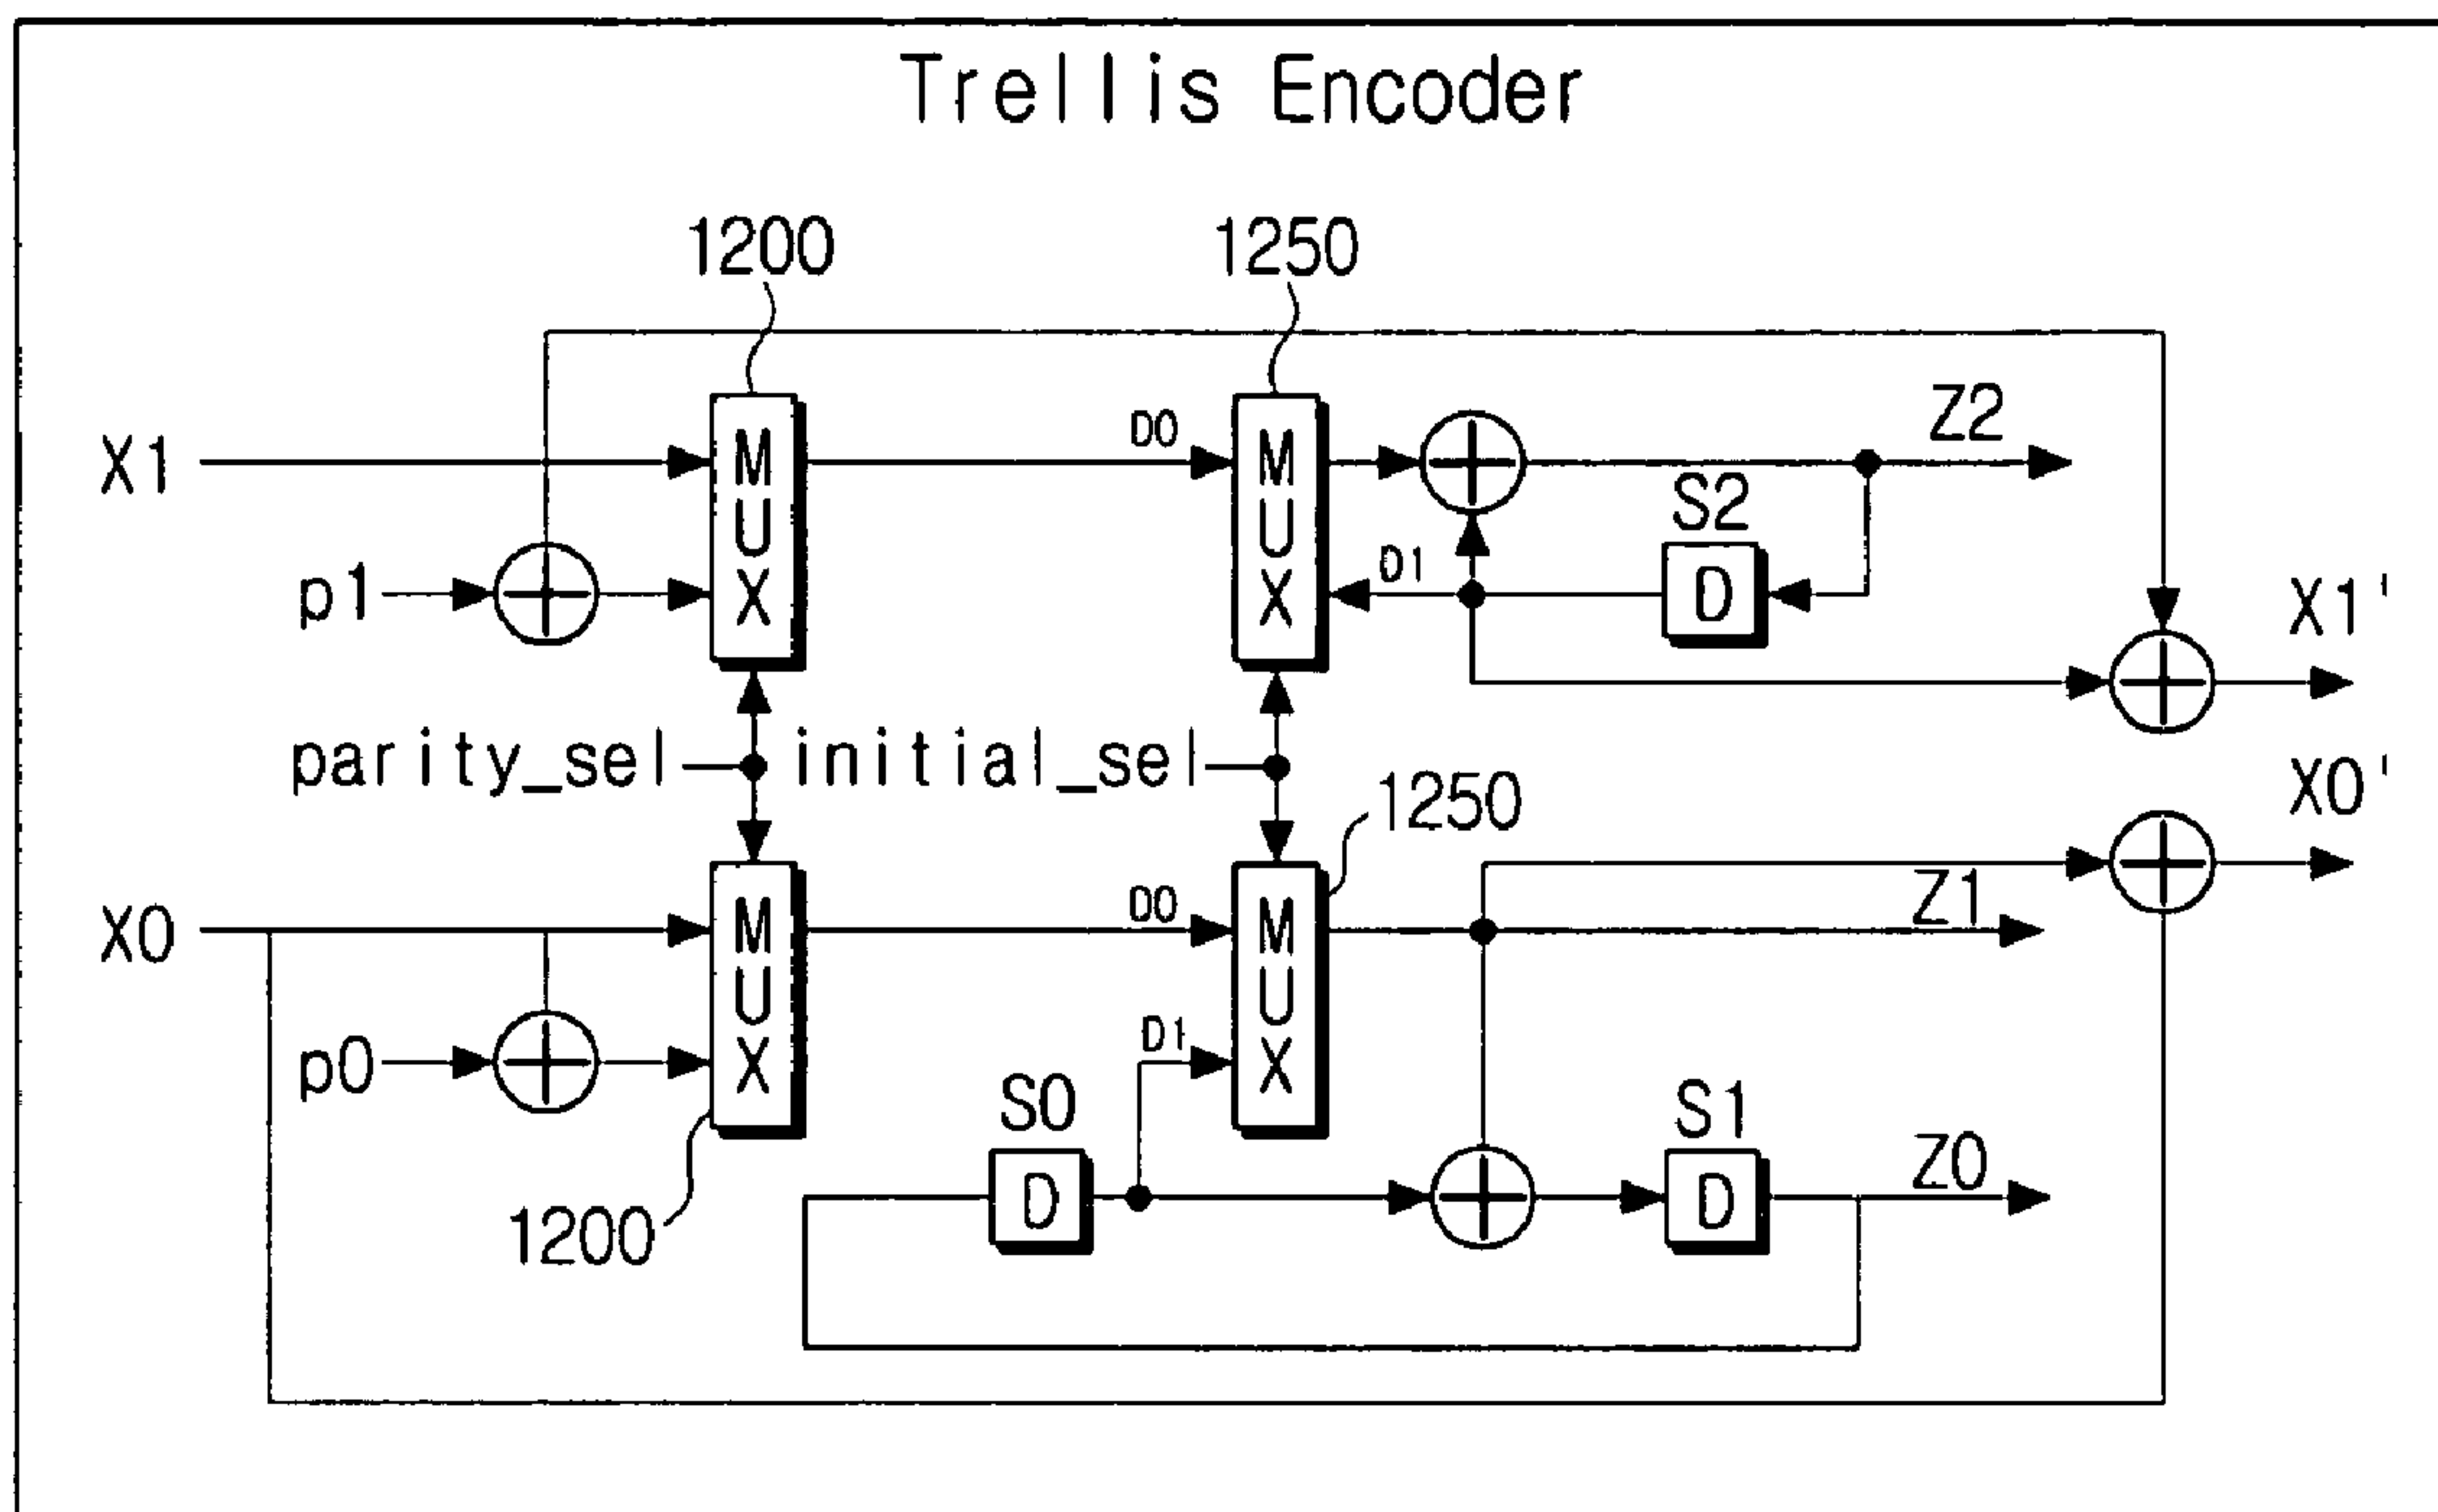 Trellis Encoder
1200
1250
X1
MUX
D0
MUX
Z2
S2
D
D1
p1
X1'
parity_sel
initial_sel
X0'
1250
X0
MUX
D0
MUX
Z1
D1
p0
S0
D
S1
D
Z0
1200